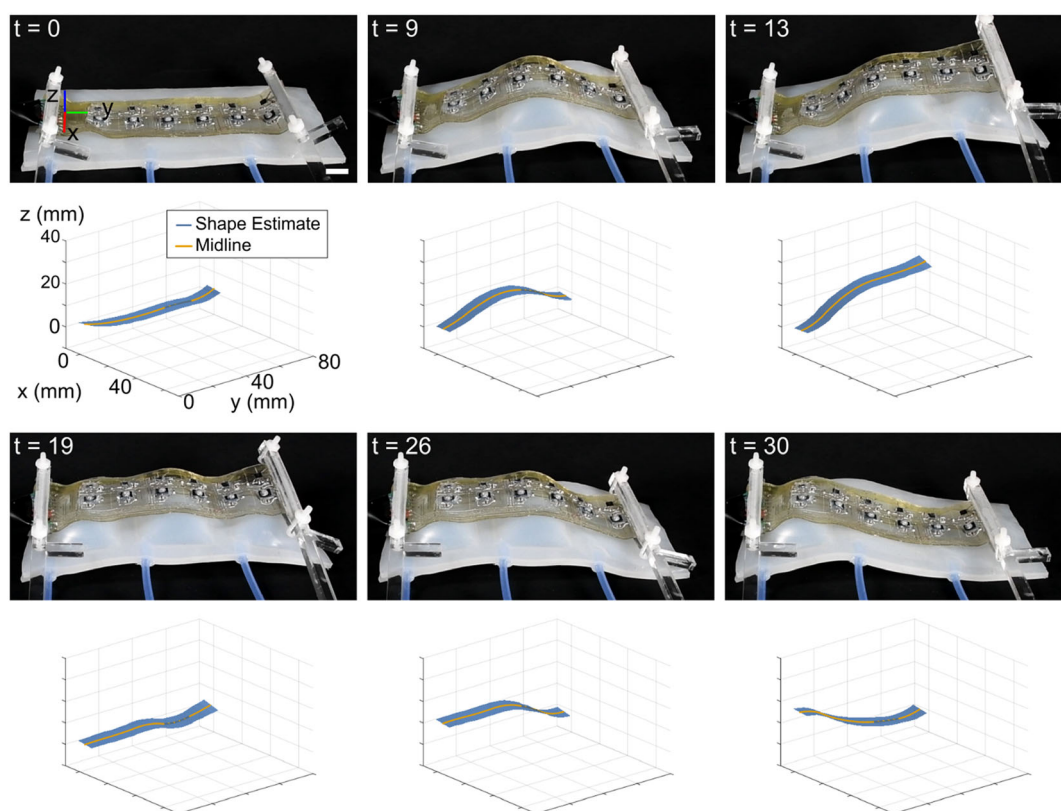 t = 0
t = 9
t = 13
z
y
x
z (mm)
40
20
0
Shape Estimate
Midline
0
40
x (mm)
0
40
80
y (mm)
t = 19
t = 26
t = 30